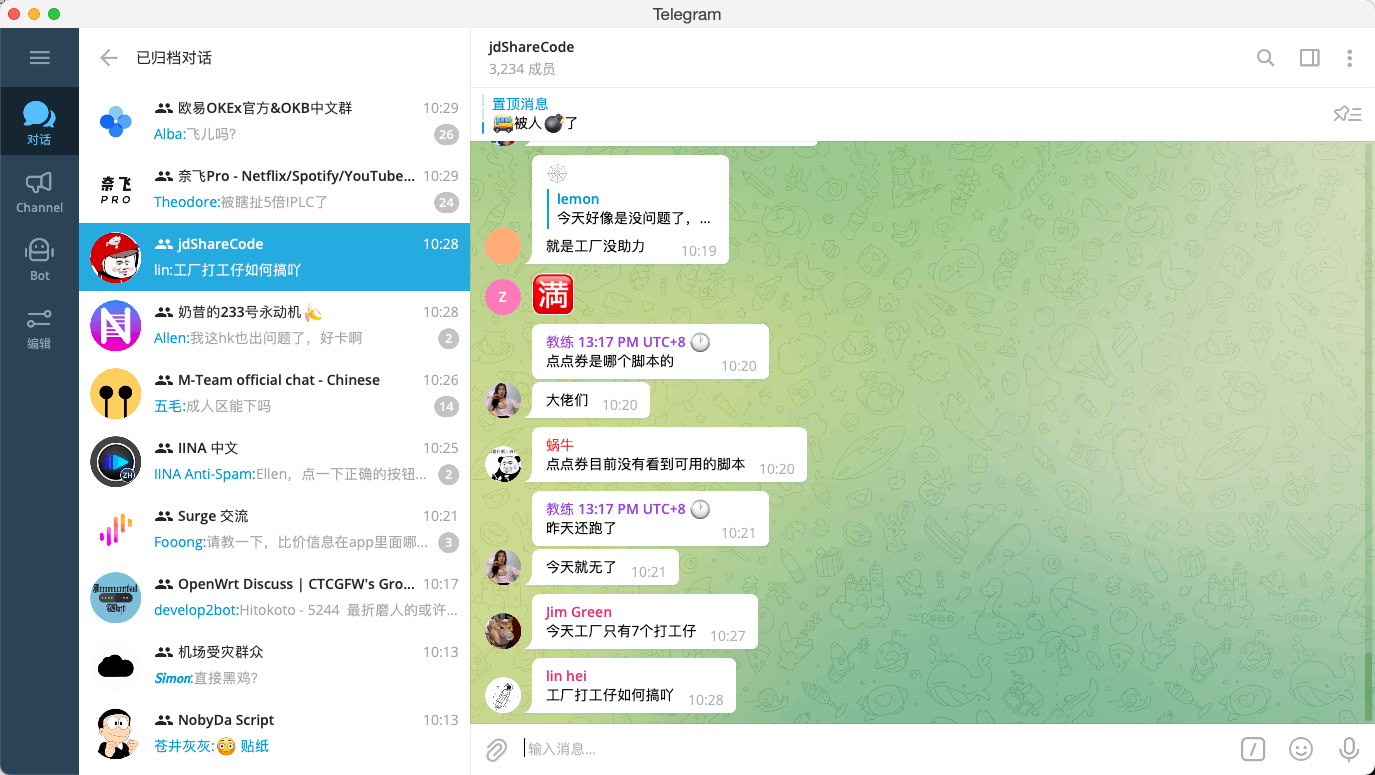 Telegram
已归档对话
对话
Channel
Bot
编辑
欧易OKEx官方&OKB中文群 10:29
Alba:飞儿吗? 26
奈飞
PRO
奈飞Pro - Netflix/Spotify/YouTube... 10:29
Theodore:被瞎扯5倍IPLC了 24
jdShareCode 10:28
lin:工厂打工仔如何搞吖
奶昔的233号永动机🍌 10:28
Allen:我这hk也出问题了，好卡啊 2
M-Team official chat - Chinese 10:26
五毛:成人区能下吗 14
ZH
IINA 中文 10:25
IINA Anti-Spam:Ellen，点一下正确的按钮... 2
Surge 交流 10:21
Fooong:请教一下，比价信息在app里面哪... 3
Immortal
Wrt
OpenWrt Discuss | CTCGFW's Gro... 10:17
develop2bot:Hitokoto - 5244 最折磨人的或许...
机场受灾群众 10:13
Simon:直接黑鸡?
NobyDa Script 10:13
苍井灰灰:😳 贴纸
jdShareCode
3,234 成员
置顶消息
🚌被人💣了
lemon
今天好像是没问题了，...
就是工厂没助力 10:19
Z
満
教练 13:17 PM UTC+8 🕐
点点券是哪个脚本的 10:20
大佬们 10:20
蜗牛
点点券目前没有看到可用的脚本 10:20
教练 13:17 PM UTC+8 🕐
昨天还跑了 10:21
今天就无了 10:21
Jim Green
今天工厂只有7个打工仔 10:27
lin hei
工厂打工仔如何搞吖 10:28
输入消息...